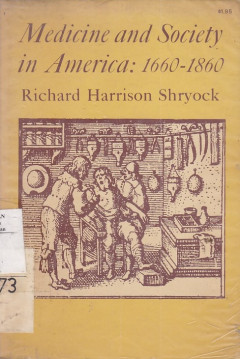 Medicine and Society
in America: 1660-1860
Richard Harrison Shryock
73